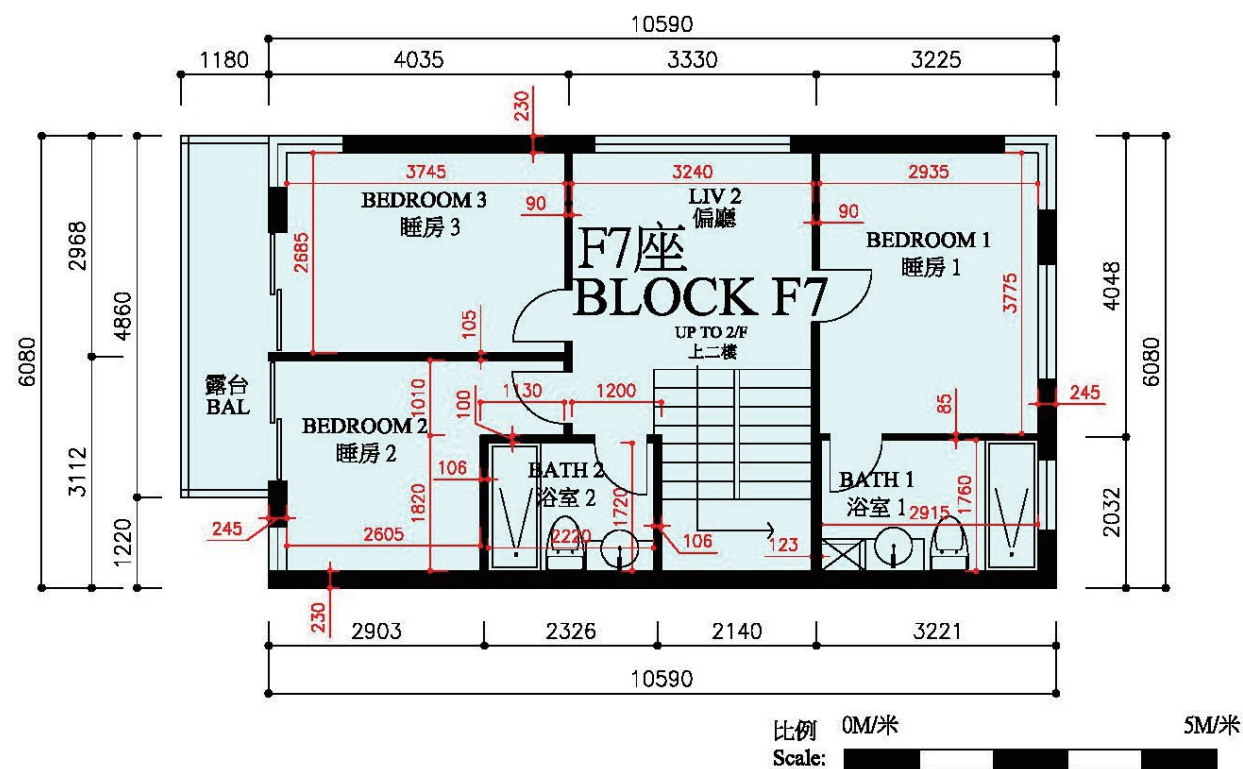 10590
1180
4035
3330
3225
230
3745
3240
2935
BEDROOM 3
睡房 3
LIV 2
偏廳
90
90
BEDROOM 1
睡房 1
F7座
BLOCK F7
UP TO 2/F
上二樓
2685
3775
2968
4860
6080
4048
6080
105
露台
BAL
1010
1130
1200
100
85
245
BEDROOM 2
睡房 2
3112
106
BATH 2
浴室 2
BATH 1
浴室 1
1820
1720
1760
2032
1220
245
2605
2220
106
123
2915
230
2903
2326
2140
3221
10590
比例
Scale:
0M/米
5M/米